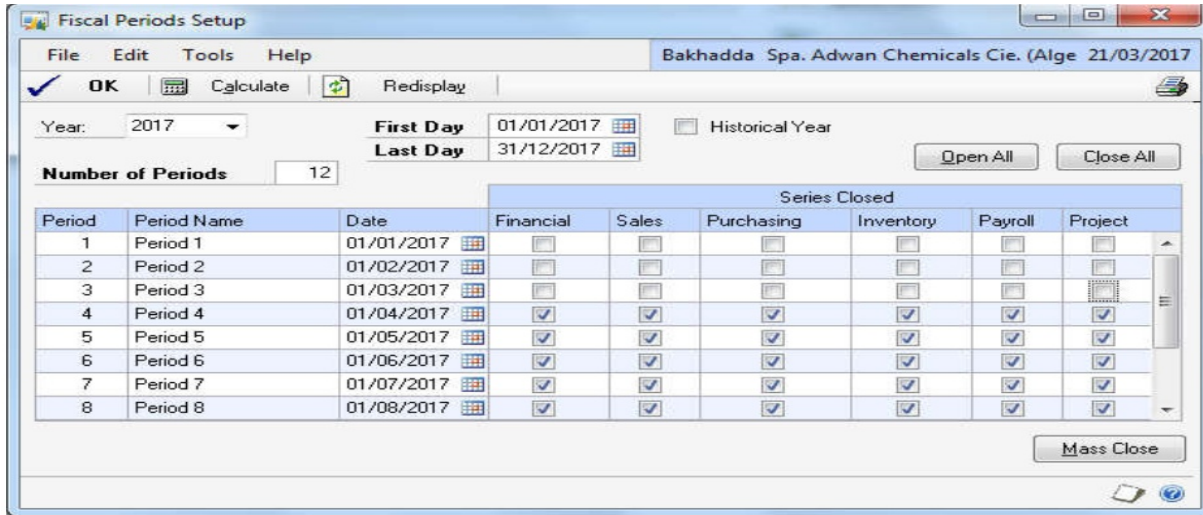 Fiscal Periods Setup
File Edit Tools Help Bakhadda Spa. Adwan Chemicals Cie. (Alge 21/03/2017
OK Calculate Redisplay
Year: 2017 First Day 01/01/2017 Historical Year
Last Day 31/12/2017 Open All Close All
Number of Periods 12
Series Closed
Period Period Name Date Financial Sales Purchasing Inventory Payroll Project
1 Period 1 01/01/2017
2 Period 2 01/02/2017
3 Period 3 01/03/2017
4 Period 4 01/04/2017
5 Period 5 01/05/2017
6 Period 6 01/06/2017
7 Period 7 01/07/2017
8 Period 8 01/08/2017
Mass Close